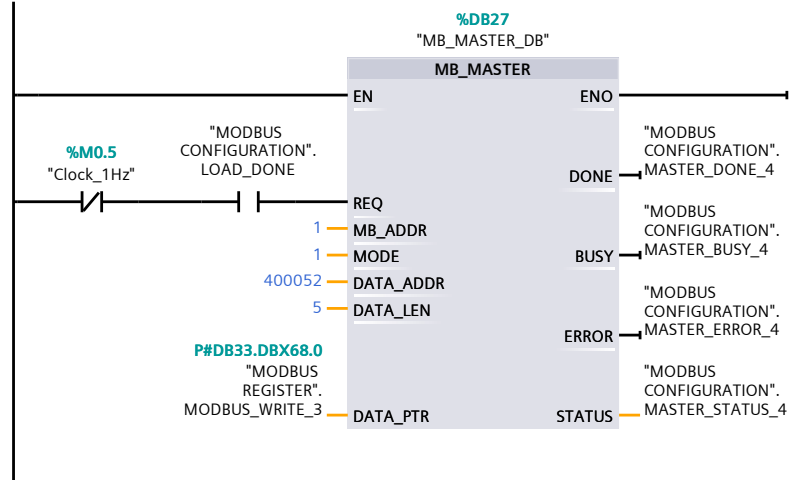 %DB27
"MB_MASTER_DB"
MB_MASTER
EN
ENO
%M0.5
"Clock_1Hz"
"MODBUS
CONFIGURATION".
LOAD_DONE
"MODBUS
CONFIGURATION".
MASTER_DONE_4
DONE
REQ
1
MB_ADDR
"MODBUS
CONFIGURATION".
MASTER_BUSY_4
1
MODE
BUSY
400052
DATA_ADDR
5
DATA_LEN
"MODBUS
CONFIGURATION".
MASTER_ERROR_4
ERROR
P#DB33.DBX68.0
"MODBUS
REGISTER".
MODBUS_WRITE_3
DATA_PTR
STATUS
"MODBUS
CONFIGURATION".
MASTER_STATUS_4